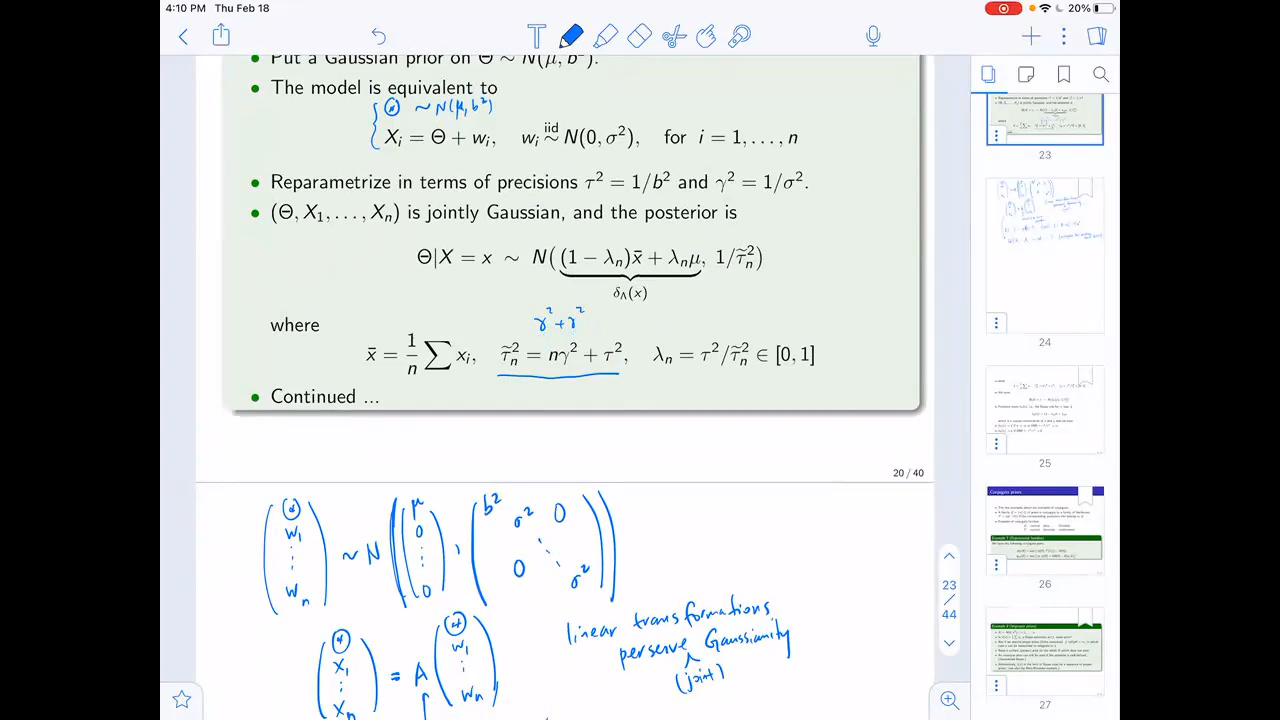 4:10 PM Thu Feb 18
20%
• Put a Gaussian prior on Θ ∼ N(μ, b²).
• The model is equivalent to
Ⓗ ~ N(μ, b²)
Xᵢ = Θ + wᵢ, wᵢ iid∼ N(0, σ²), for i = 1, . . . , n
• Reparametrize in terms of precisions τ² = 1/b² and γ² = 1/σ².
• (Θ, X₁, . . . , Xₙ) is jointly Gaussian, and the posterior is
Θ|X = x ∼ N((1 − λₙ)x̄ + λₙμ, 1/τ̃ₙ²)
δ_Λ(x)
where
γ² + τ²
x̄ = 1/n ∑ xᵢ, τ̃ₙ² = nγ² + τ², λₙ = τ²/τ̃ₙ² ∈ [0, 1]
• Continued ...
20 / 40
(Ⓗ w₁ ⋮ wₙ) ~ N((μ ⋮ 0), (b² σ² 0 ⋱ 0 σ²))
linear transformations
perserve Gaussianity
(joint)
(Ⓗ X₁ ⋮ Xₙ) = A (Ⓗ w₁ ⋮ wₙ)
23
24
25
Conjugate priors
26
27
23
/
44